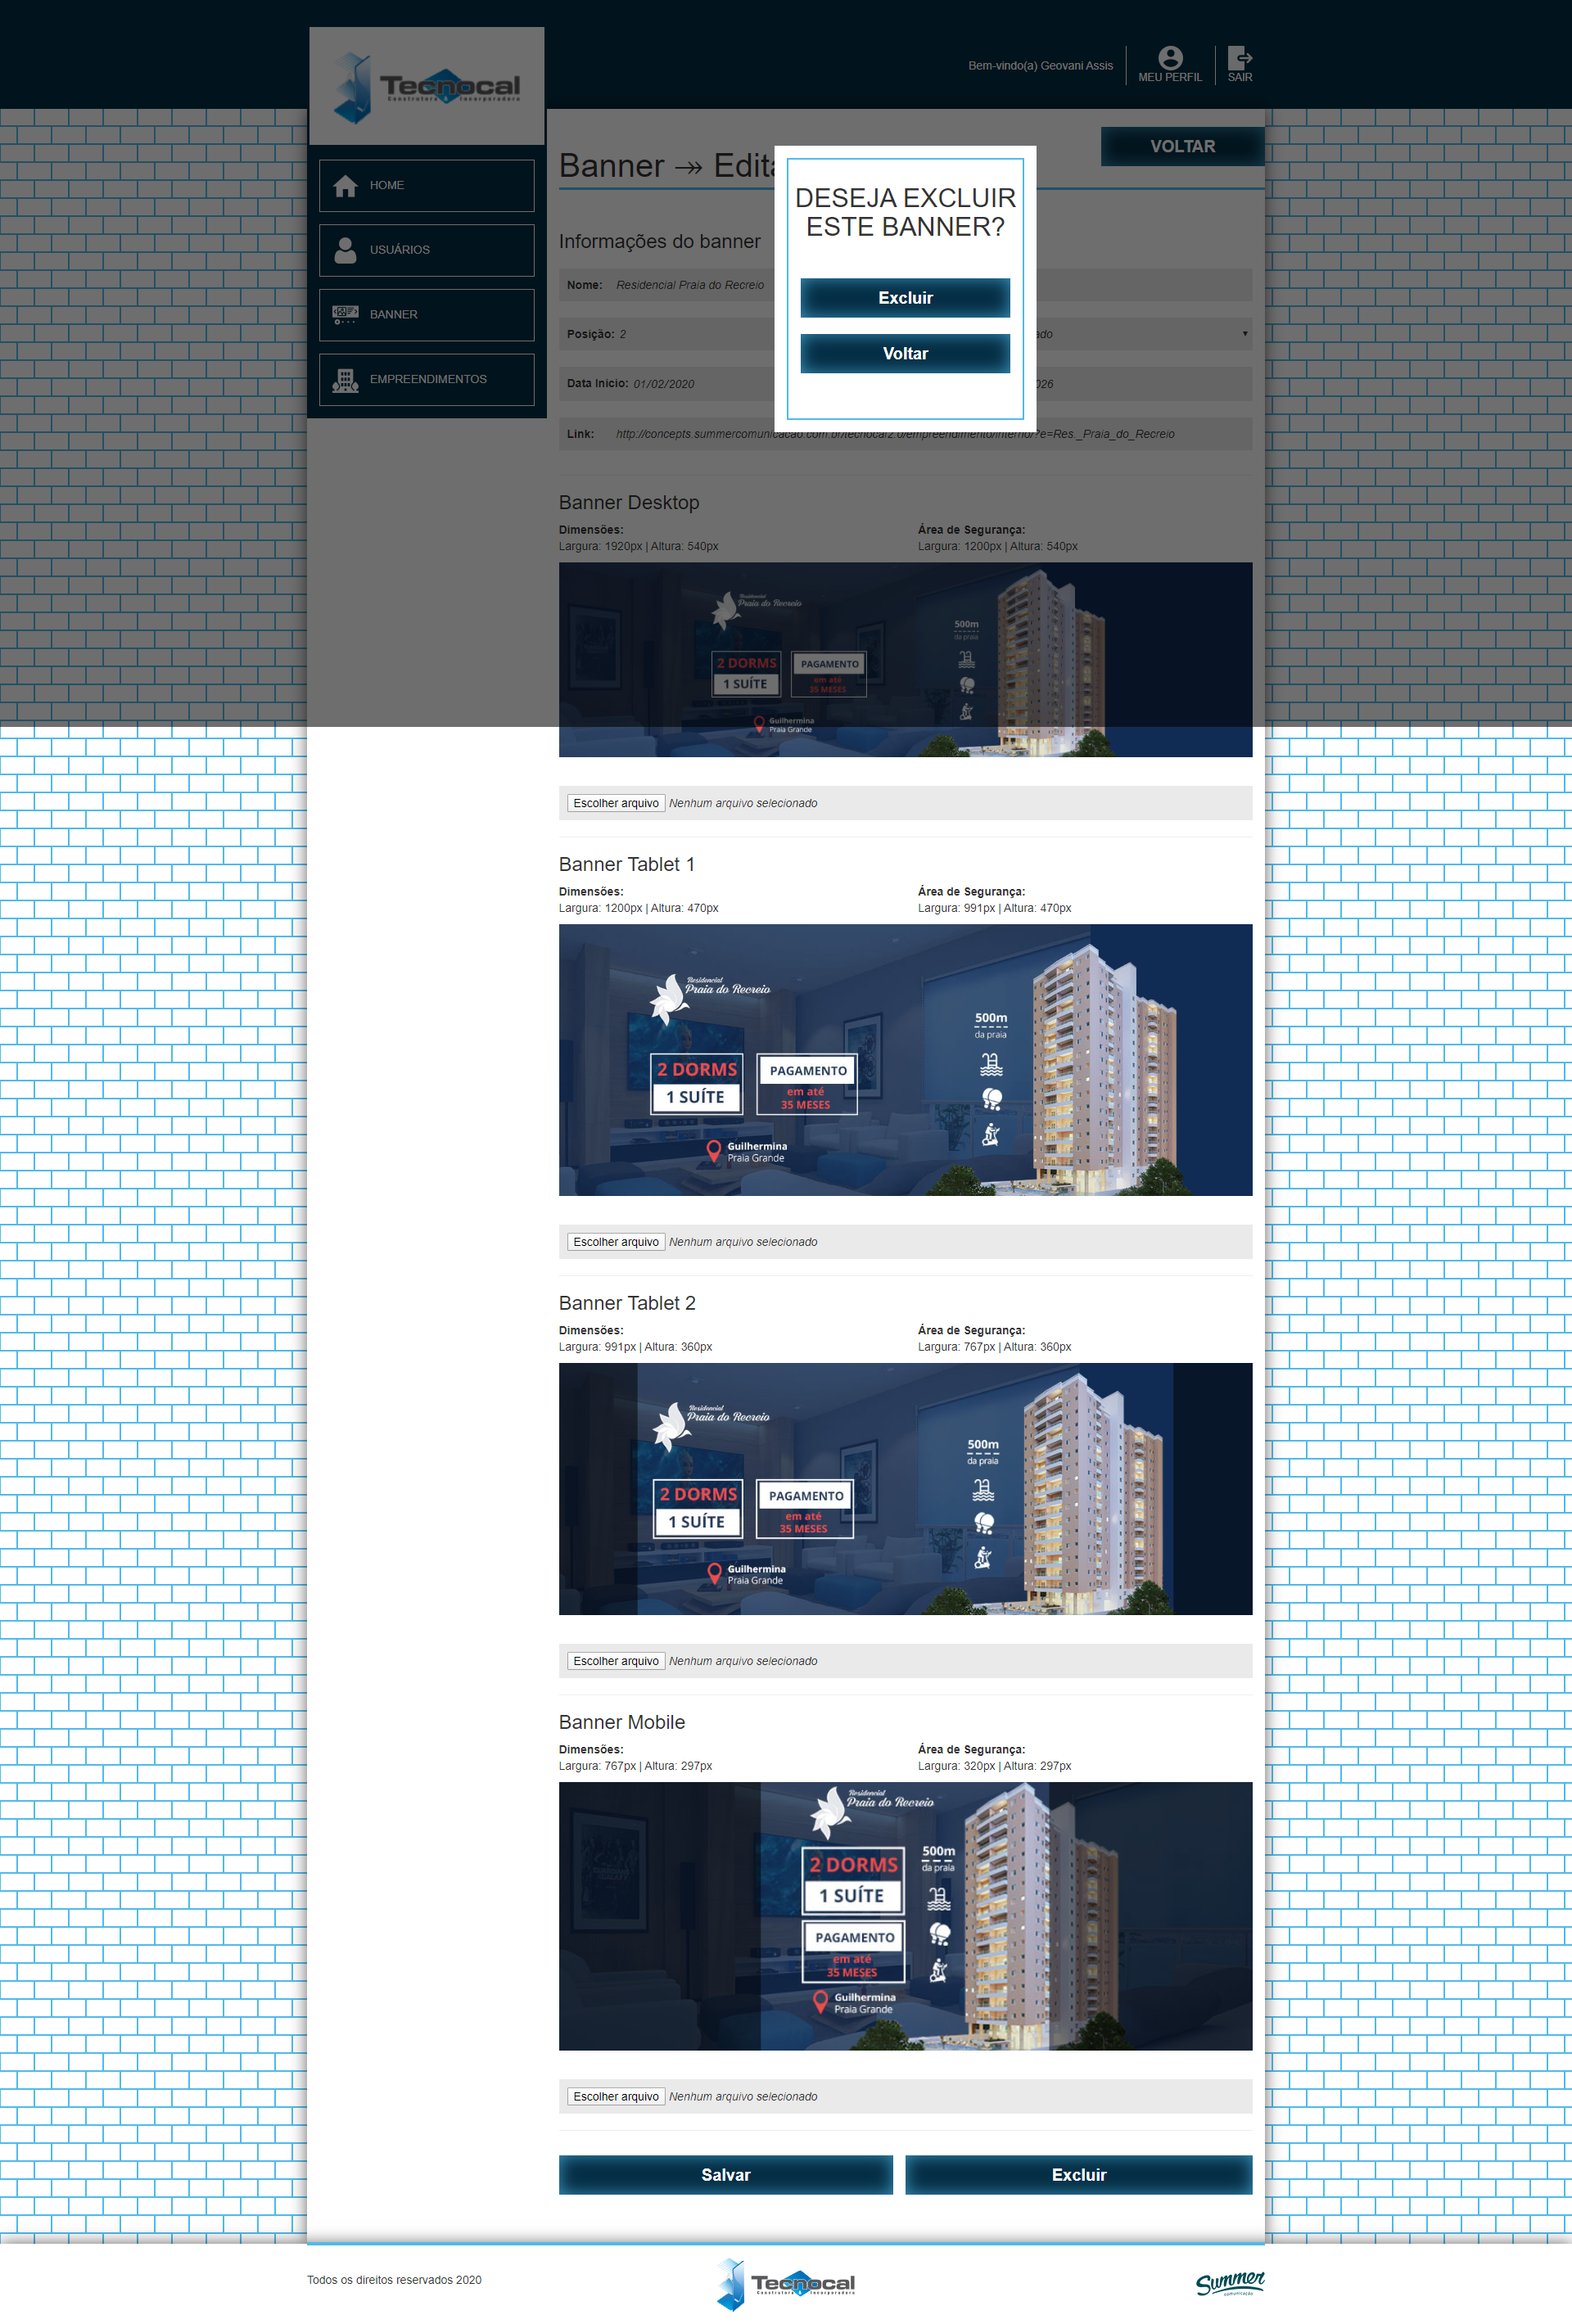 Tecnocal
Construtora Incorporadora
Bem-vindo(a) Geovani Assis
MEU PERFIL
SAIR
HOME
USUÁRIOS
BANNER
EMPREENDIMENTOS
VOLTAR
Banner ↠ Edita
DESEJA EXCLUIR
ESTE BANNER?
Excluir
Voltar
Informações do banner
Nome: Residencial Praia do Recreio
Posição: 2
ado
Data Inicio: 01/02/2020
026
Link: http://concepts.summercomunicacao.com.br/tecnocal2.0/empreendimento/interno/?e=Res._Praia_do_Recreio
Banner Desktop
Dimensões:
Largura: 1920px | Altura: 540px
Área de Segurança:
Largura: 1200px | Altura: 540px
Residencial
Praia do Recreio
2 DORMS
1 SUÍTE
PAGAMENTO
em até
35 MESES
Guilhermina
Praia Grande
500m
da praia
Escolher arquivo Nenhum arquivo selecionado
Banner Tablet 1
Dimensões:
Largura: 1200px | Altura: 470px
Área de Segurança:
Largura: 991px | Altura: 470px
Residencial
Praia do Recreio
2 DORMS
1 SUÍTE
PAGAMENTO
em até
35 MESES
Guilhermina
Praia Grande
500m
da praia
Escolher arquivo Nenhum arquivo selecionado
Banner Tablet 2
Dimensões:
Largura: 991px | Altura: 360px
Área de Segurança:
Largura: 767px | Altura: 360px
Residencial
Praia do Recreio
2 DORMS
1 SUÍTE
PAGAMENTO
em até
35 MESES
Guilhermina
Praia Grande
500m
da praia
Escolher arquivo Nenhum arquivo selecionado
Banner Mobile
Dimensões:
Largura: 767px | Altura: 297px
Área de Segurança:
Largura: 320px | Altura: 297px
Residencial
Praia do Recreio
2 DORMS
1 SUÍTE
PAGAMENTO
em até
35 MESES
Guilhermina
Praia Grande
500m
da praia
Escolher arquivo Nenhum arquivo selecionado
Salvar
Excluir
Todos os direitos reservados 2020
Tecnocal
Construtora Incorporadora
Summer
comunicação